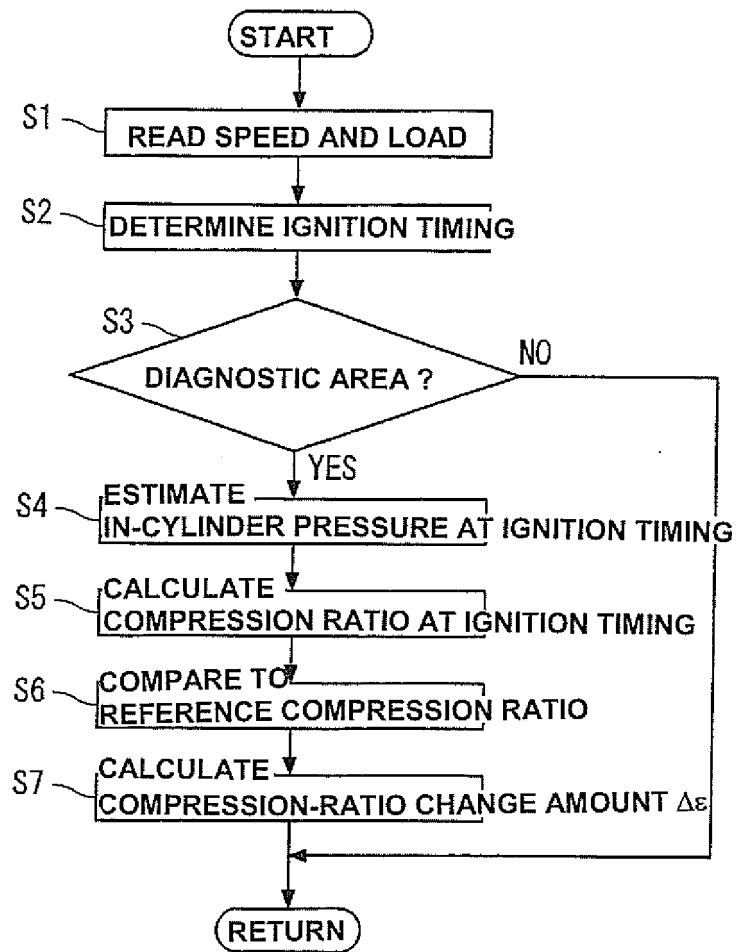 START
S1
READ SPEED AND LOAD
S2
DETERMINE IGNITION TIMING
S3
DIAGNOSTIC AREA ?
NO
YES
S4
ESTIMATE
IN-CYLINDER PRESSURE AT IGNITION TIMING
S5
CALCULATE
COMPRESSION RATIO AT IGNITION TIMING
S6
COMPARE TO
REFERENCE COMPRESSION RATIO
S7
CALCULATE
COMPRESSION-RATIO CHANGE AMOUNT Δε
RETURN